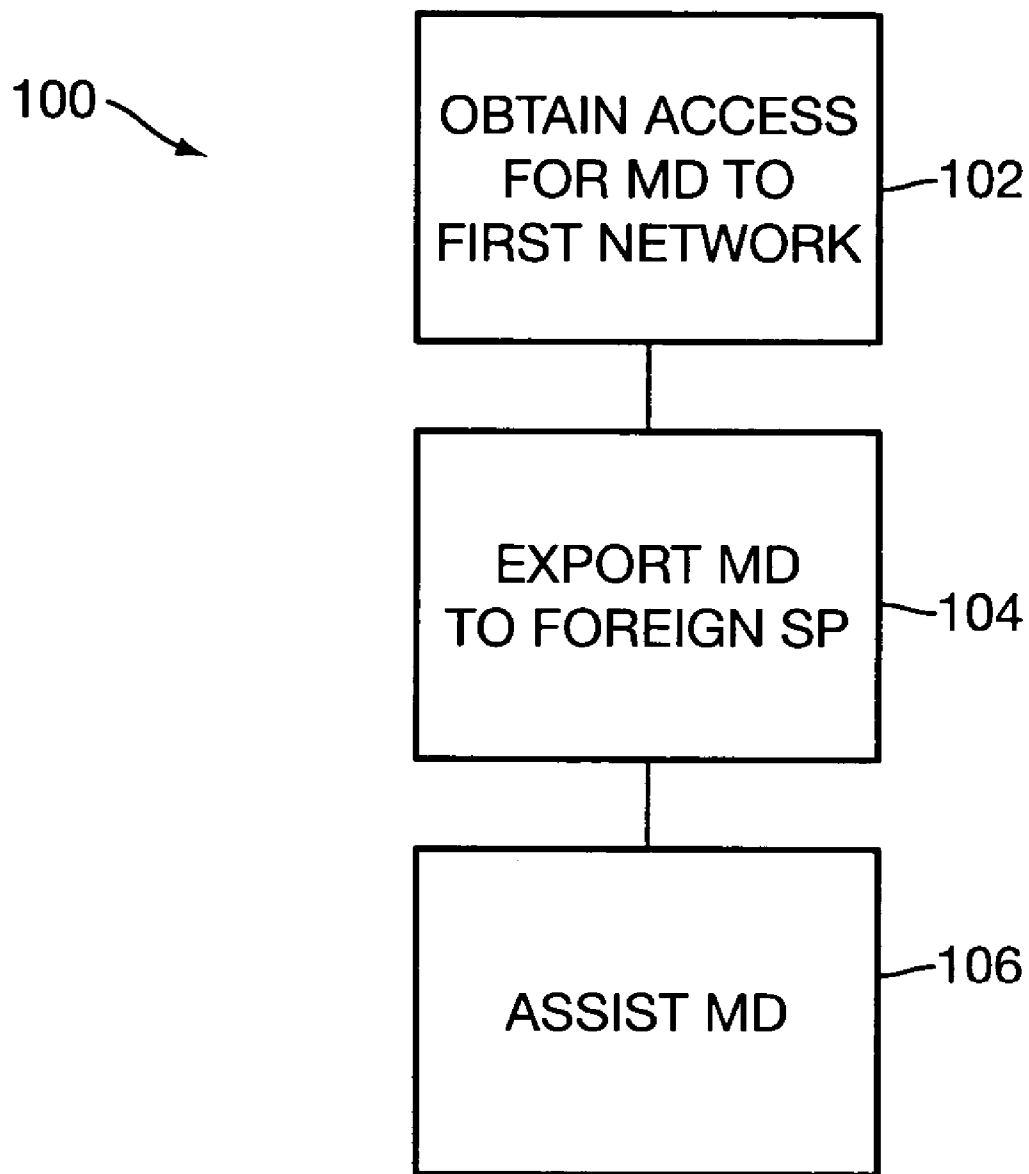 100
OBTAIN ACCESS
FOR MD TO
FIRST NETWORK
102
EXPORT MD
TO FOREIGN SP
104
ASSIST MD
106